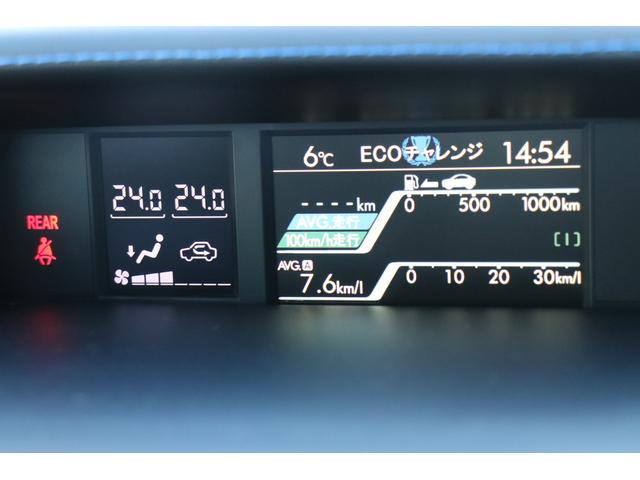 REAR
24.0 24.0
6℃ ECOチャレンジ 14:54
---- km
0 500 1000km
AVG.走行
100km/h走行
[1]
AVG.A
7.6km/l
0 10 20 30km/l